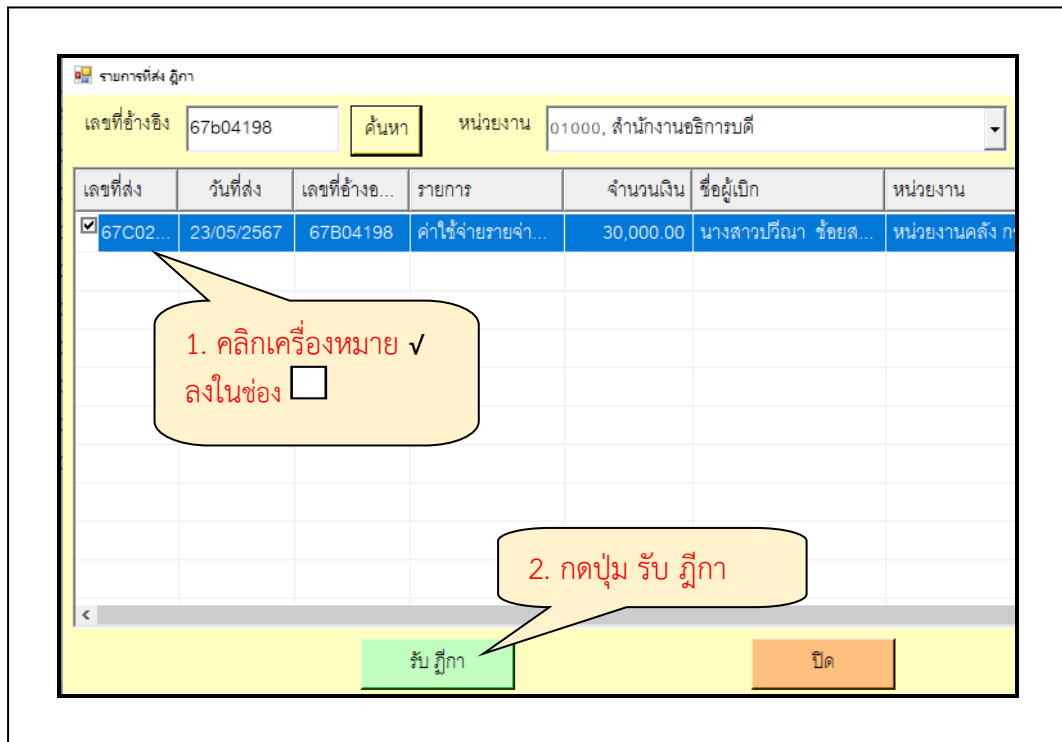 รายการที่ส่ง ฎีกา
เลขที่อ้างอิง 67b04198 ค้นหา หน่วยงาน 01000, สำนักงานอธิการบดี
เลขที่ส่ง วันที่ส่ง เลขที่อ้างอ... รายการ จำนวนเงิน ชื่อผู้เบิก หน่วยงาน
67C02... 23/05/2567 67B04198 ค่าใช้จ่ายรายจ่า... 30,000.00 นางสาวปวีณา ช้อยส... หน่วยงานคลัง ก
1. คลิกเครื่องหมาย √
ลงในช่อง
2. กดปุ่ม รับ ฎีกา
รับ ฎีกา ปิด